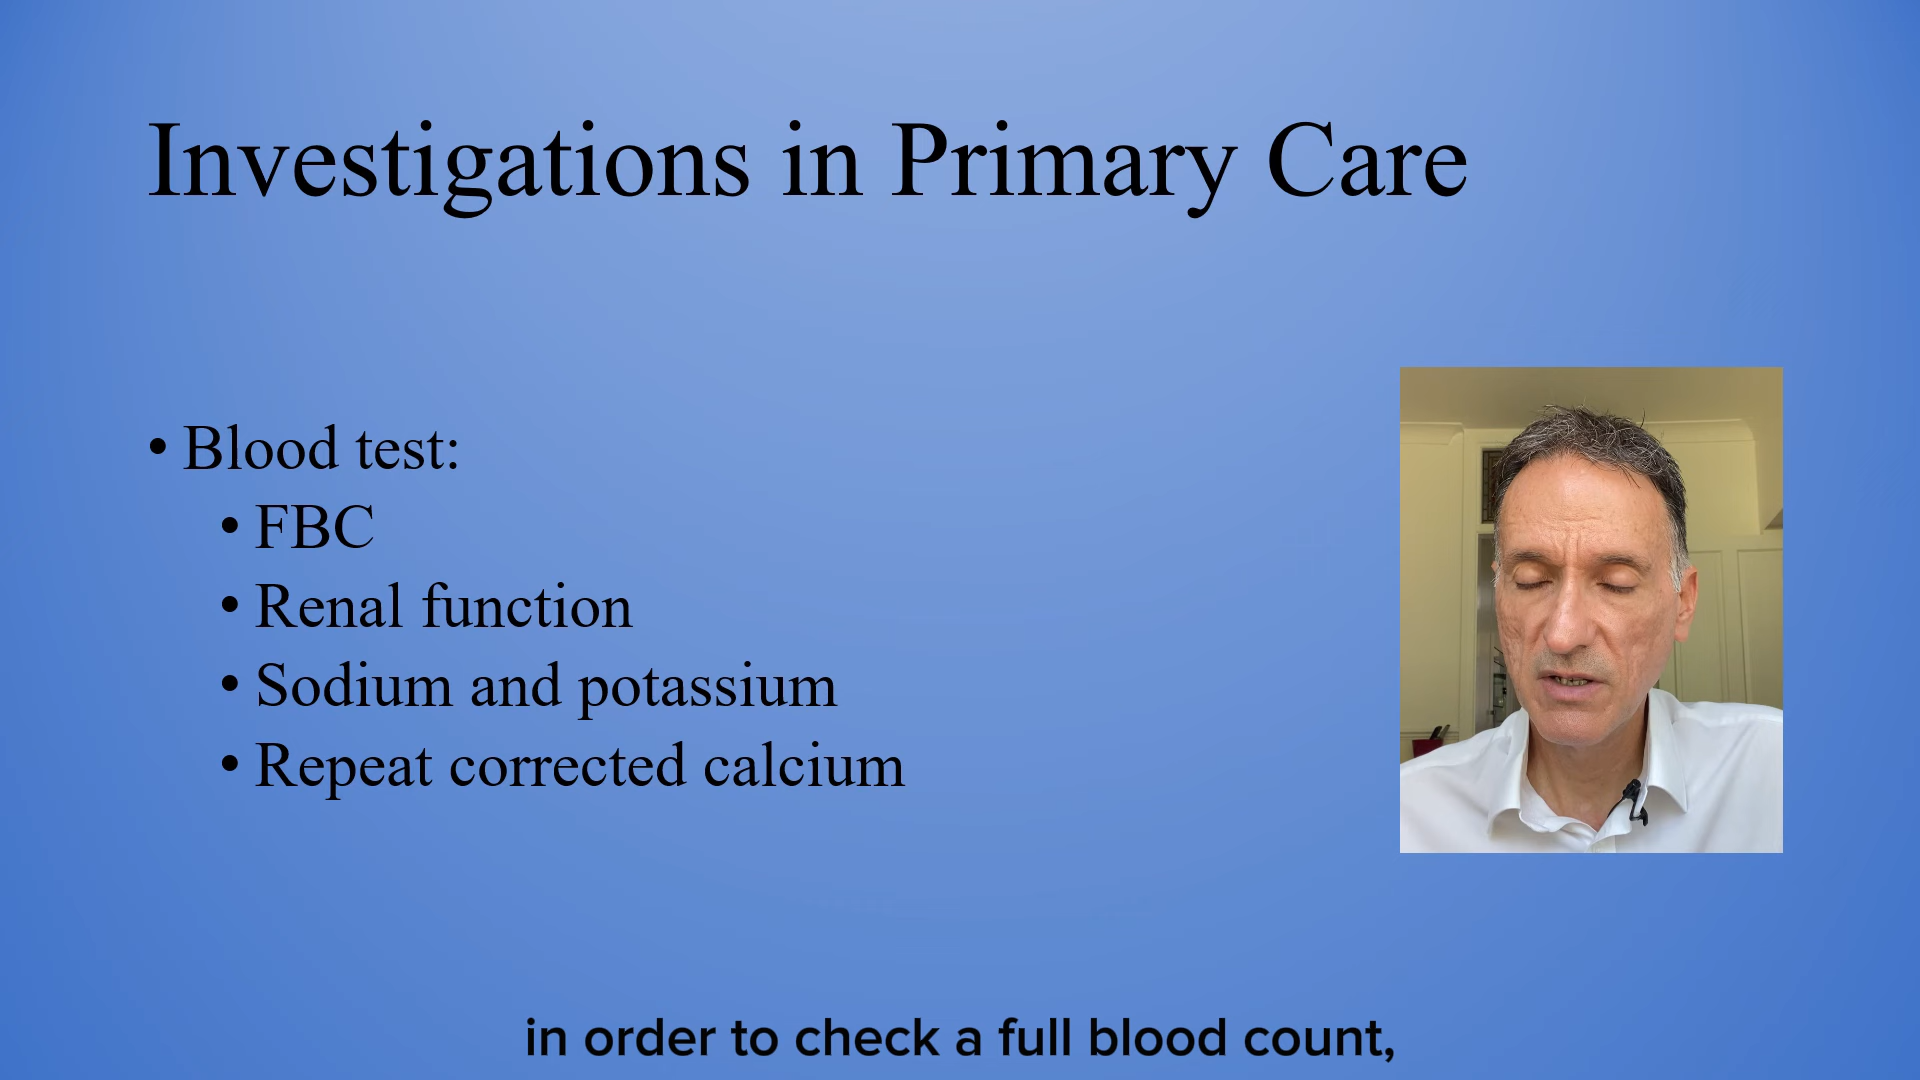 Investigations in Primary Care
• Blood test:
• FBC
• Renal function
• Sodium and potassium
• Repeat corrected calcium
in order to check a full blood count,